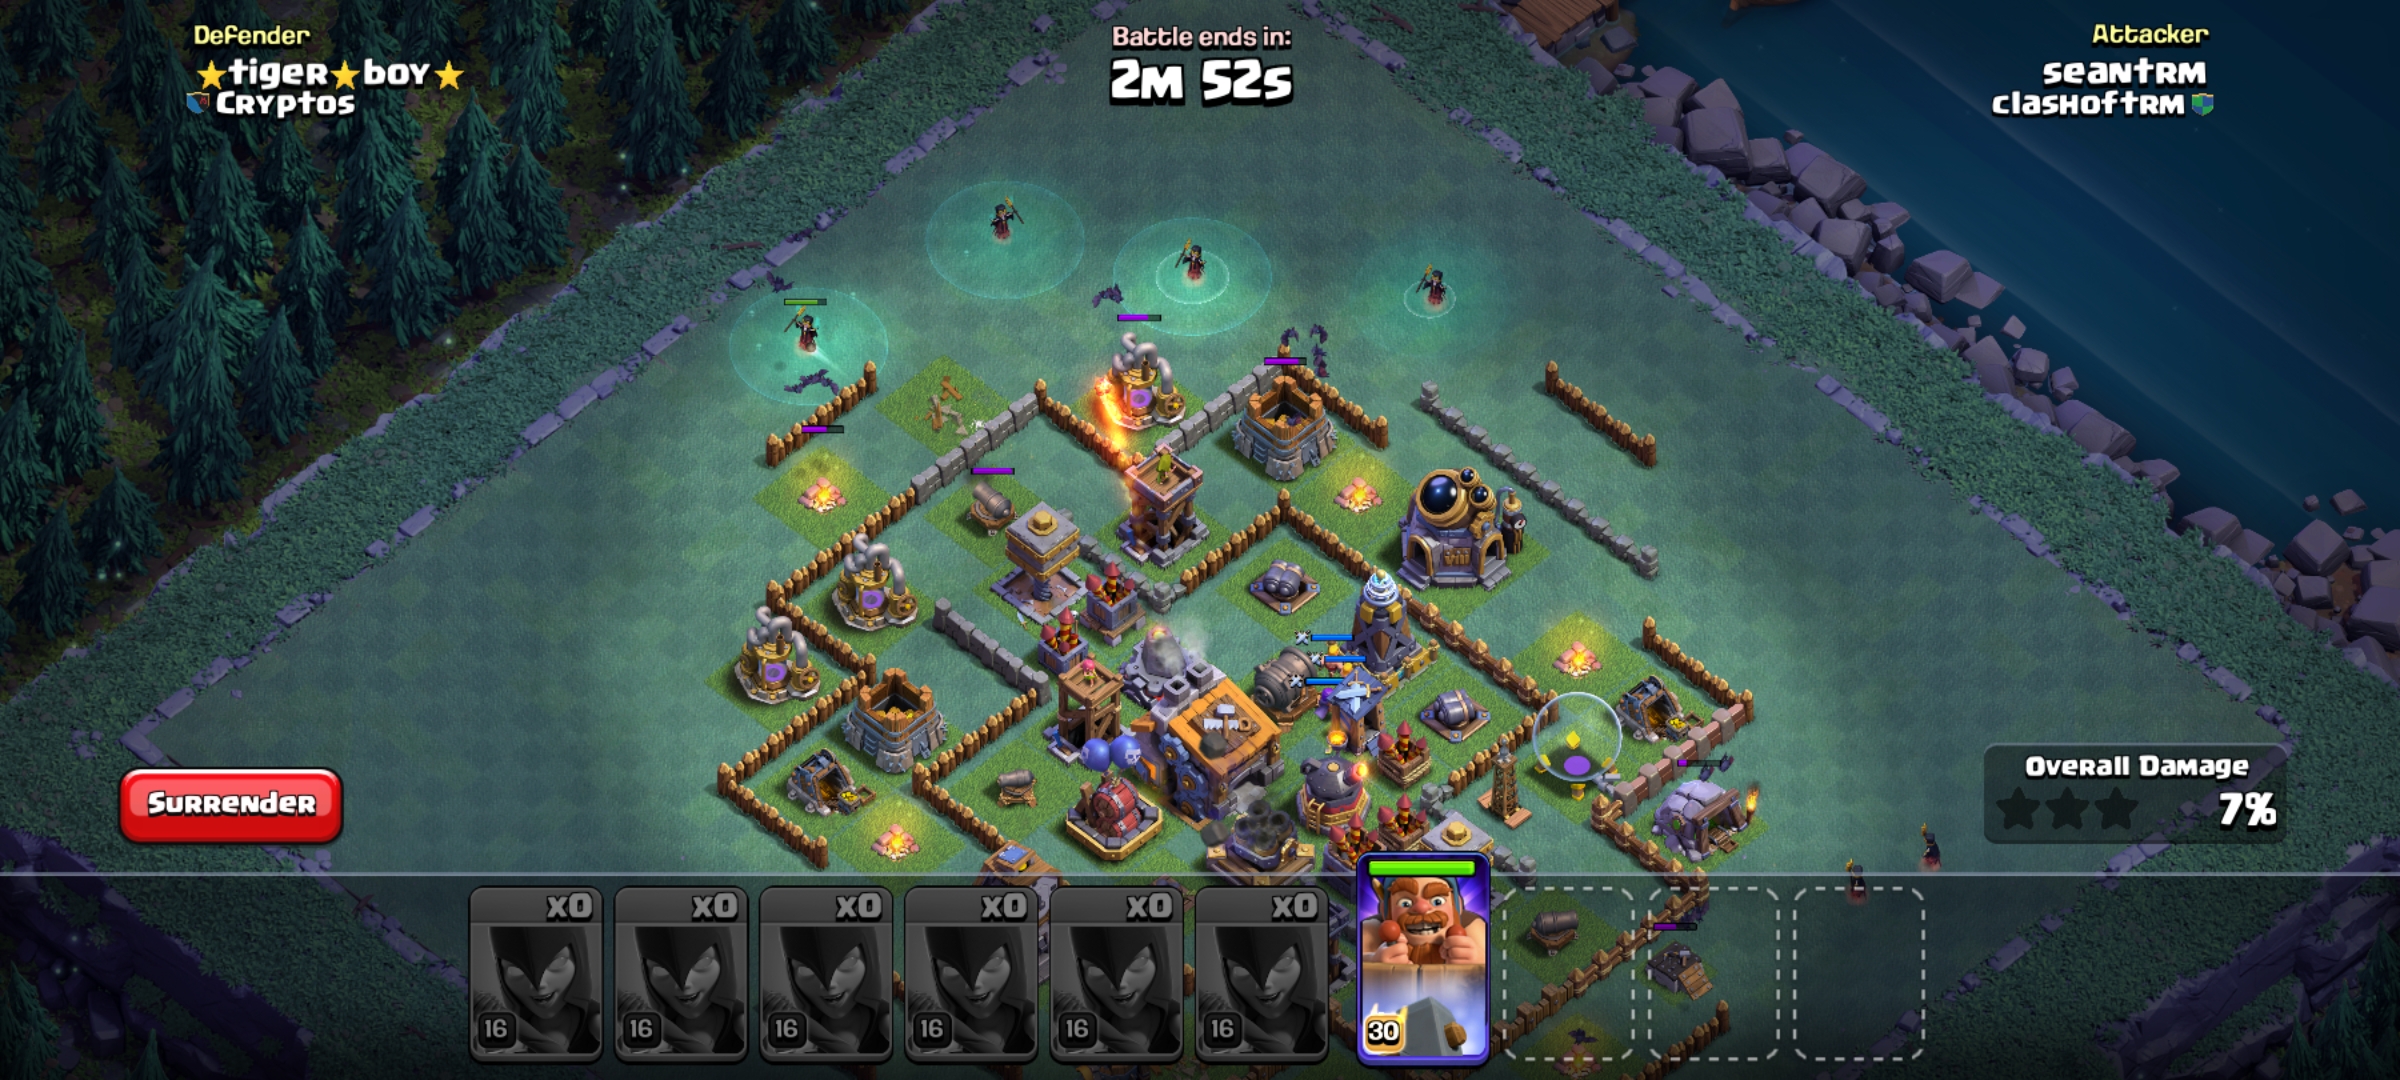 Defender
tiger boy
Cryptos
Battle ends in:
2m 52s
Attacker
seantrm
clashoftrm
Surrender
Overall Damage
7%
x0 x0 x0 x0 x0 x0
16 16 16 16 16 16 30